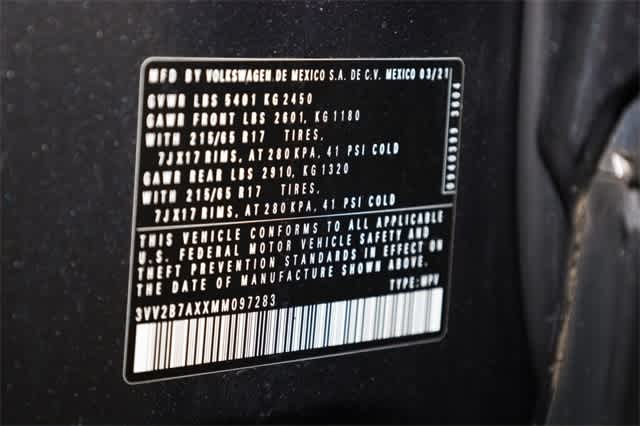 MFD BY VOLKSWAGEN DE MEXICO S.A. DE C.V. MEXICO 03/21
GVWR LBS 5401 KG 2450
GAWR FRONT LBS 2601, KG 1180
WITH 215/65 R17 TIRES,
7JX17 RIMS, AT 280 KPA, 41 PSI COLD
GAWR REAR LBS 2910, KG 1320
WITH 215/65 R17 TIRES,
7JX17 RIMS, AT 280 KPA, 41 PSI COLD
THIS VEHICLE CONFORMS TO ALL APPLICABLE
U.S. FEDERAL MOTOR VEHICLE SAFETY AND
THEFT PREVENTION STANDARDS IN EFFECT ON
THE DATE OF MANUFACTURE SHOWN ABOVE.
3VV2B7AXXMM097283 TYPE: MPV